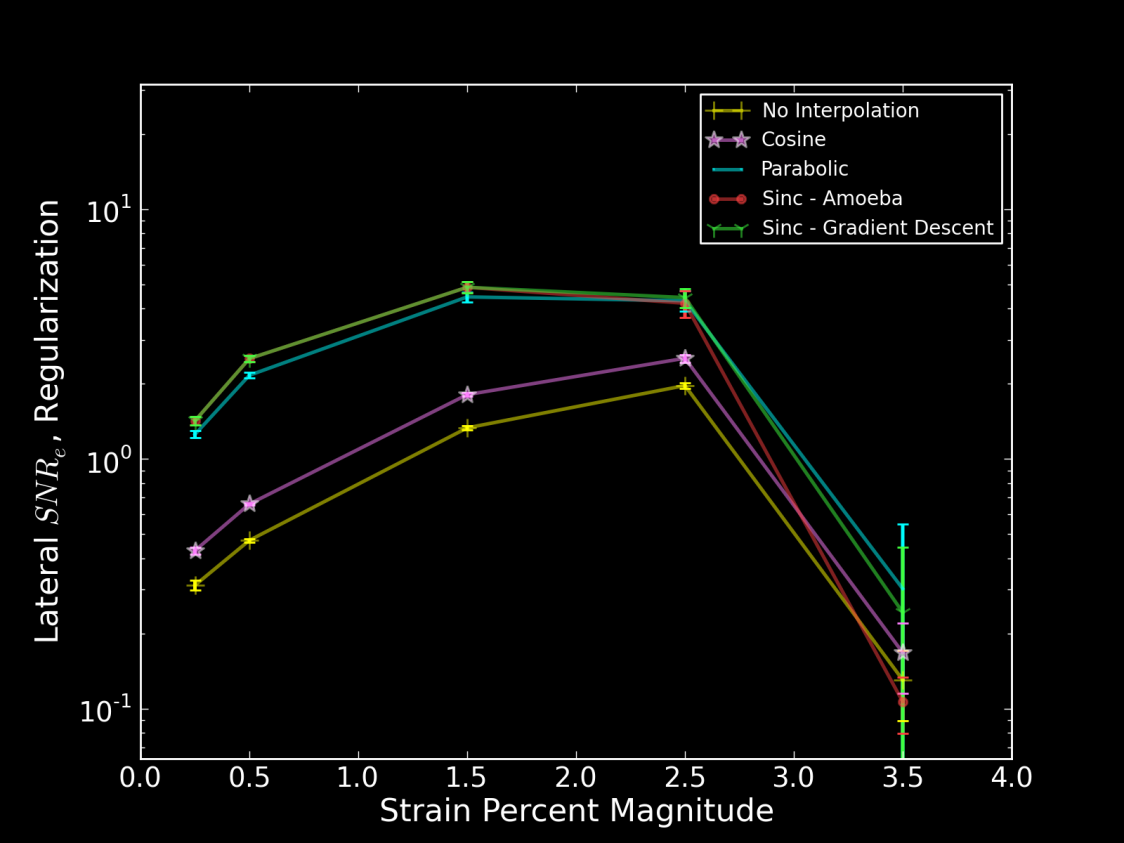 No Interpolation
Cosine
Parabolic
Sinc - Amoeba
Sinc - Gradient Descent
Lateral SNR_e, Regularization
10^1
10^0
10^-1
0.0 0.5 1.0 1.5 2.0 2.5 3.0 3.5 4.0
Strain Percent Magnitude